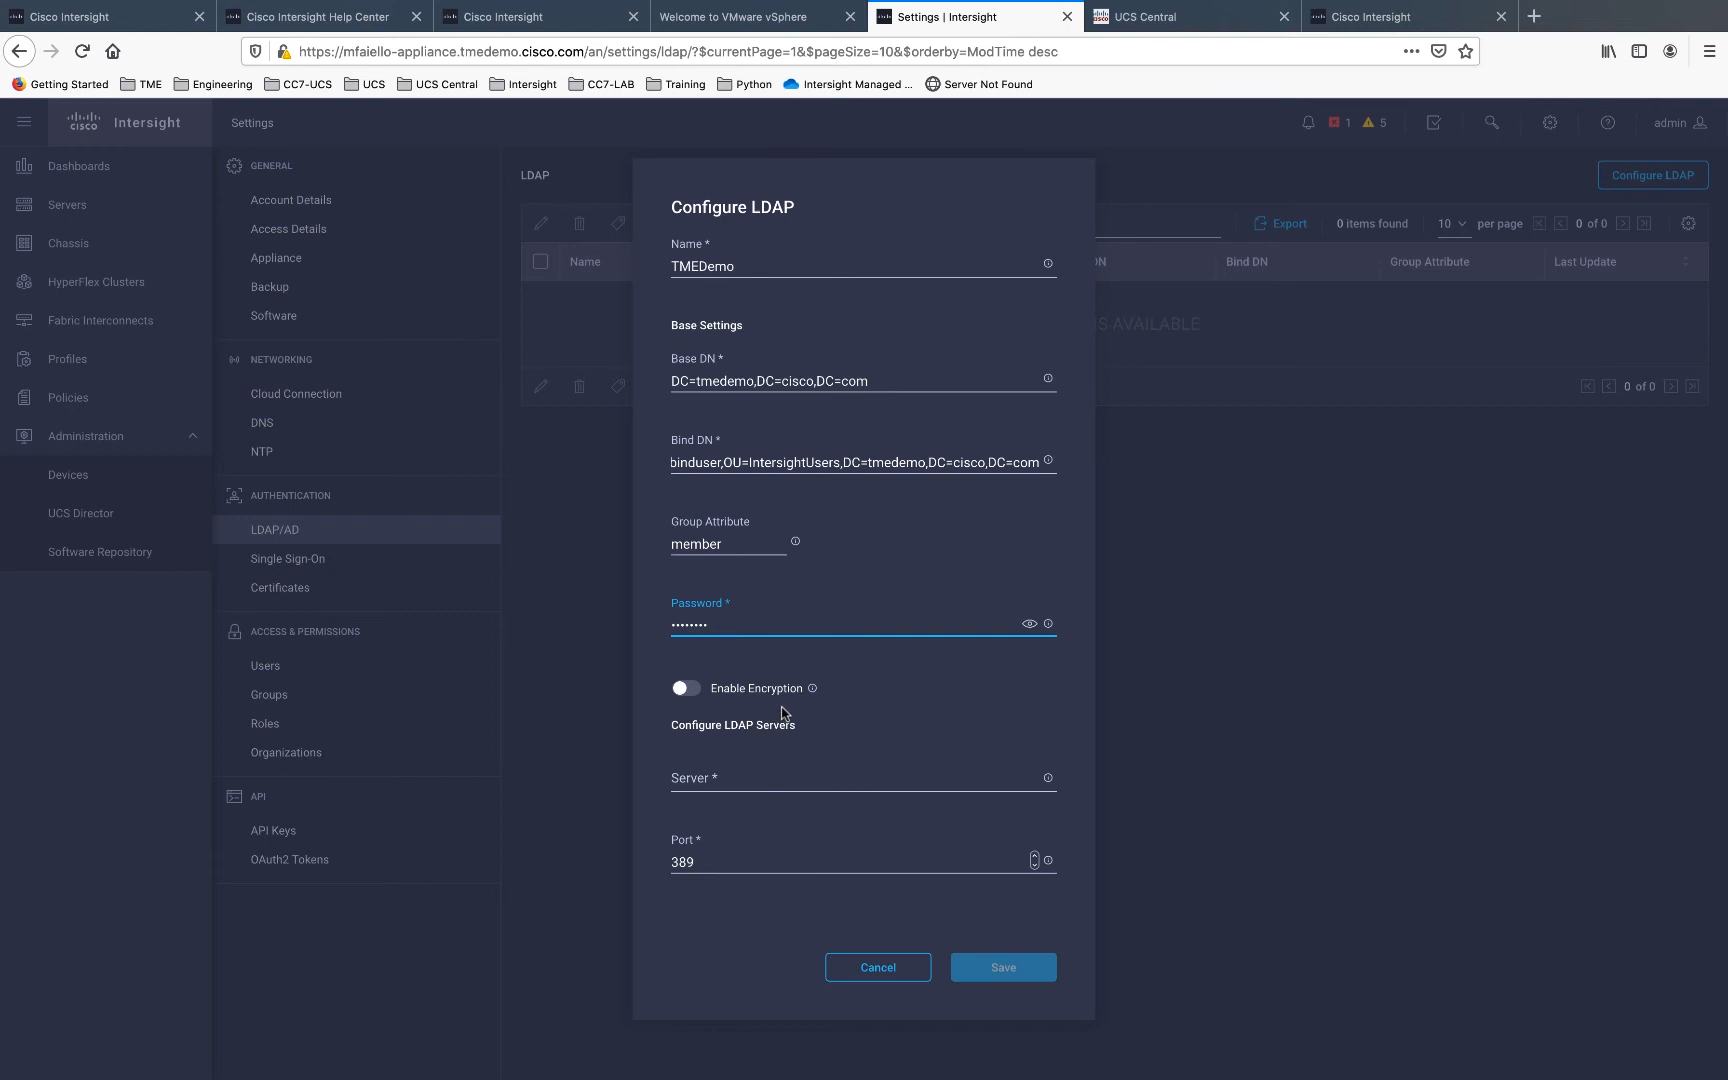 Cisco Intersight
Cisco Intersight Help Center
Cisco Intersight
Welcome to VMware vSphere
Settings | Intersight
UCS Central
Cisco Intersight
https://mfaiello-appliance.tmedemo.cisco.com/an/settings/ldap/?$currentPage=1&$pageSize=10&$orderby=ModTime desc
Getting Started
TME
Engineering
CC7-UCS
UCS
UCS Central
Intersight
CC7-LAB
Training
Python
Intersight Managed ...
Server Not Found
cisco Intersight
Settings
1
5
admin
Dashboards
Servers
Chassis
HyperFlex Clusters
Fabric Interconnects
Profiles
Policies
Administration
Devices
UCS Director
Software Repository
GENERAL
Account Details
Access Details
Appliance
Backup
Software
NETWORKING
Cloud Connection
DNS
NTP
AUTHENTICATION
LDAP/AD
Single Sign-On
Certificates
ACCESS & PERMISSIONS
Users
Groups
Roles
Organizations
API
API Keys
OAuth2 Tokens
LDAP
Configure LDAP
Export
0 items found
10 per page
0 of 0
Name
DN
Bind DN
Group Attribute
Last Update
S AVAILABLE
0 of 0
Configure LDAP
Name *
TMEDemo
Base Settings
Base DN *
DC=tmedemo,DC=cisco,DC=com
Bind DN *
binduser,OU=IntersightUsers,DC=tmedemo,DC=cisco,DC=com
Group Attribute
member
Password *
••••••••
Enable Encryption
Configure LDAP Servers
Server *
Port *
389
Cancel
Save